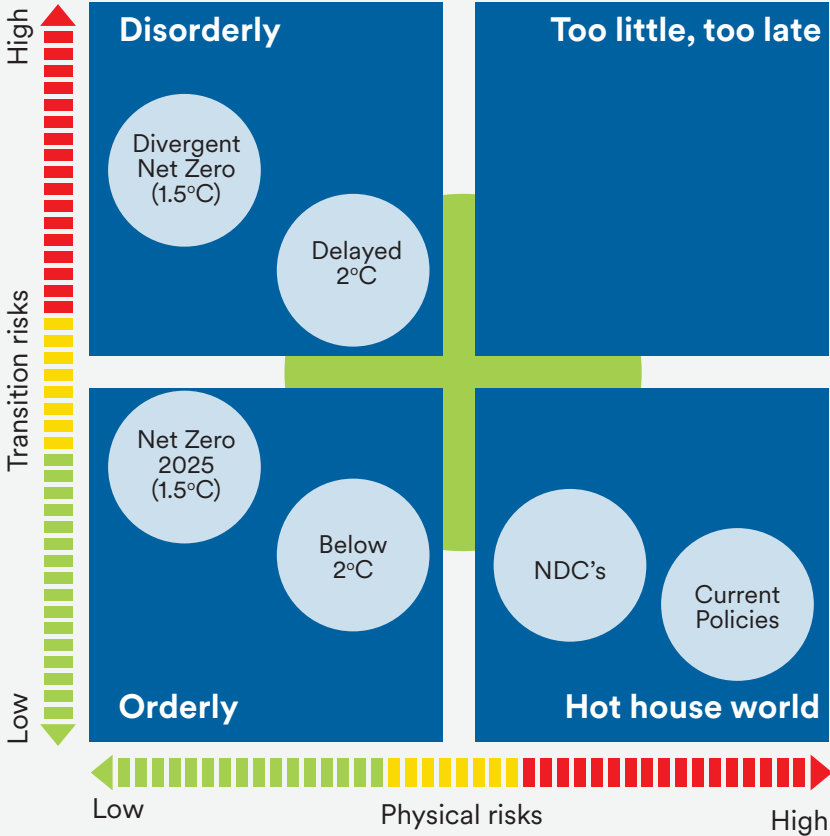 High
Transition risks
Low
Disorderly
Too little, too late
Divergent
Net Zero
(1.5°C)
Delayed
2°C
Net Zero
2025
(1.5°C)
Below
2°C
NDC's
Current
Policies
Orderly
Hot house world
Low
Physical risks
High